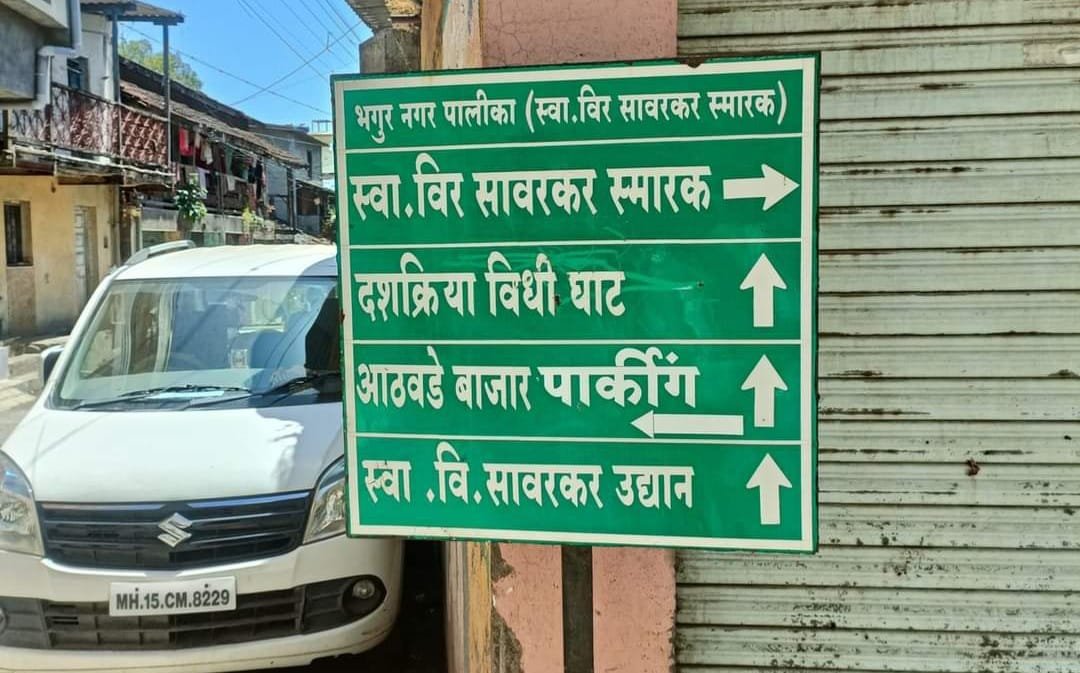 भगुर नगर पालीका (स्वा.विर सावरकर स्मारक)
स्वा.विर सावरकर स्मारक →
दशक्रिया विधी घाट ↑
आठवडे बाजार पार्कींग ↑
←
स्वा .वि.सावरकर उद्यान ↑
MH.15.CM.8229